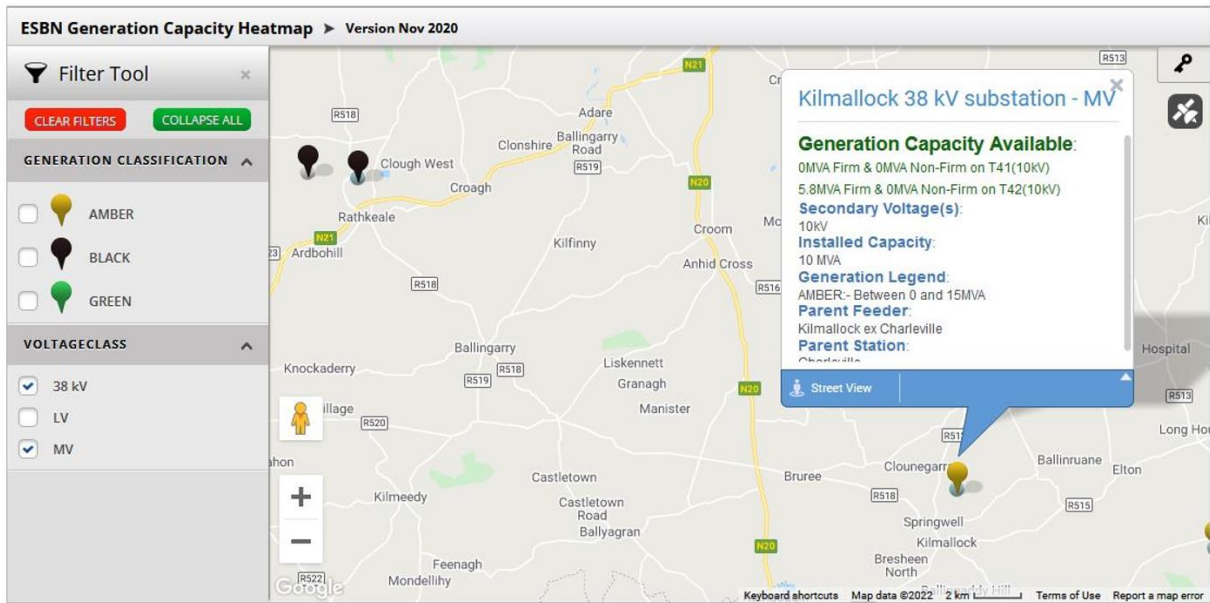 ESBN Generation Capacity Heatmap ➤ Version Nov 2020
Filter Tool ×
CLEAR FILTERS COLLAPSE ALL
GENERATION CLASSIFICATION
AMBER
BLACK
GREEN
VOLTAGECLASS
38 kV
LV
MV
Kilmallock 38 kV substation - MV
Generation Capacity Available:
0MVA Firm & 0MVA Non-Firm on T41(10kV)
5.8MVA Firm & 0MVA Non-Firm on T42(10kV)
Secondary Voltage(s):
10kV
Installed Capacity:
10 MVA
Generation Legend:
AMBER:- Between 0 and 15MVA
Parent Feeder:
Kilmallock ex Charleville
Parent Station:
Charleville
Street View
N21
R513
R518
Adare
Clonshire
Ballingarry
Road
R519
Clough West
Croagh
N20
Rathkeale
Croom
N21
Ardbohill
Kilfinny
Anhid Cross
R518
R516
Ballingarry
Liskennett
Hospital
Knockaderry
R518
R519
Granagh
N20
R513
Manister
R520
Long
Clounegarr
Ballinruane
Elton
Castletown
Bruree
R518
R515
Kilmeedy
Castletown
Road
Ballyagran
Springwell
Kilmallock
N20
Bresheen
North
Feenagh
R522
Mondellihy
Google
Keyboard shortcuts Map data ©2022 2 km Terms of Use Report a map error